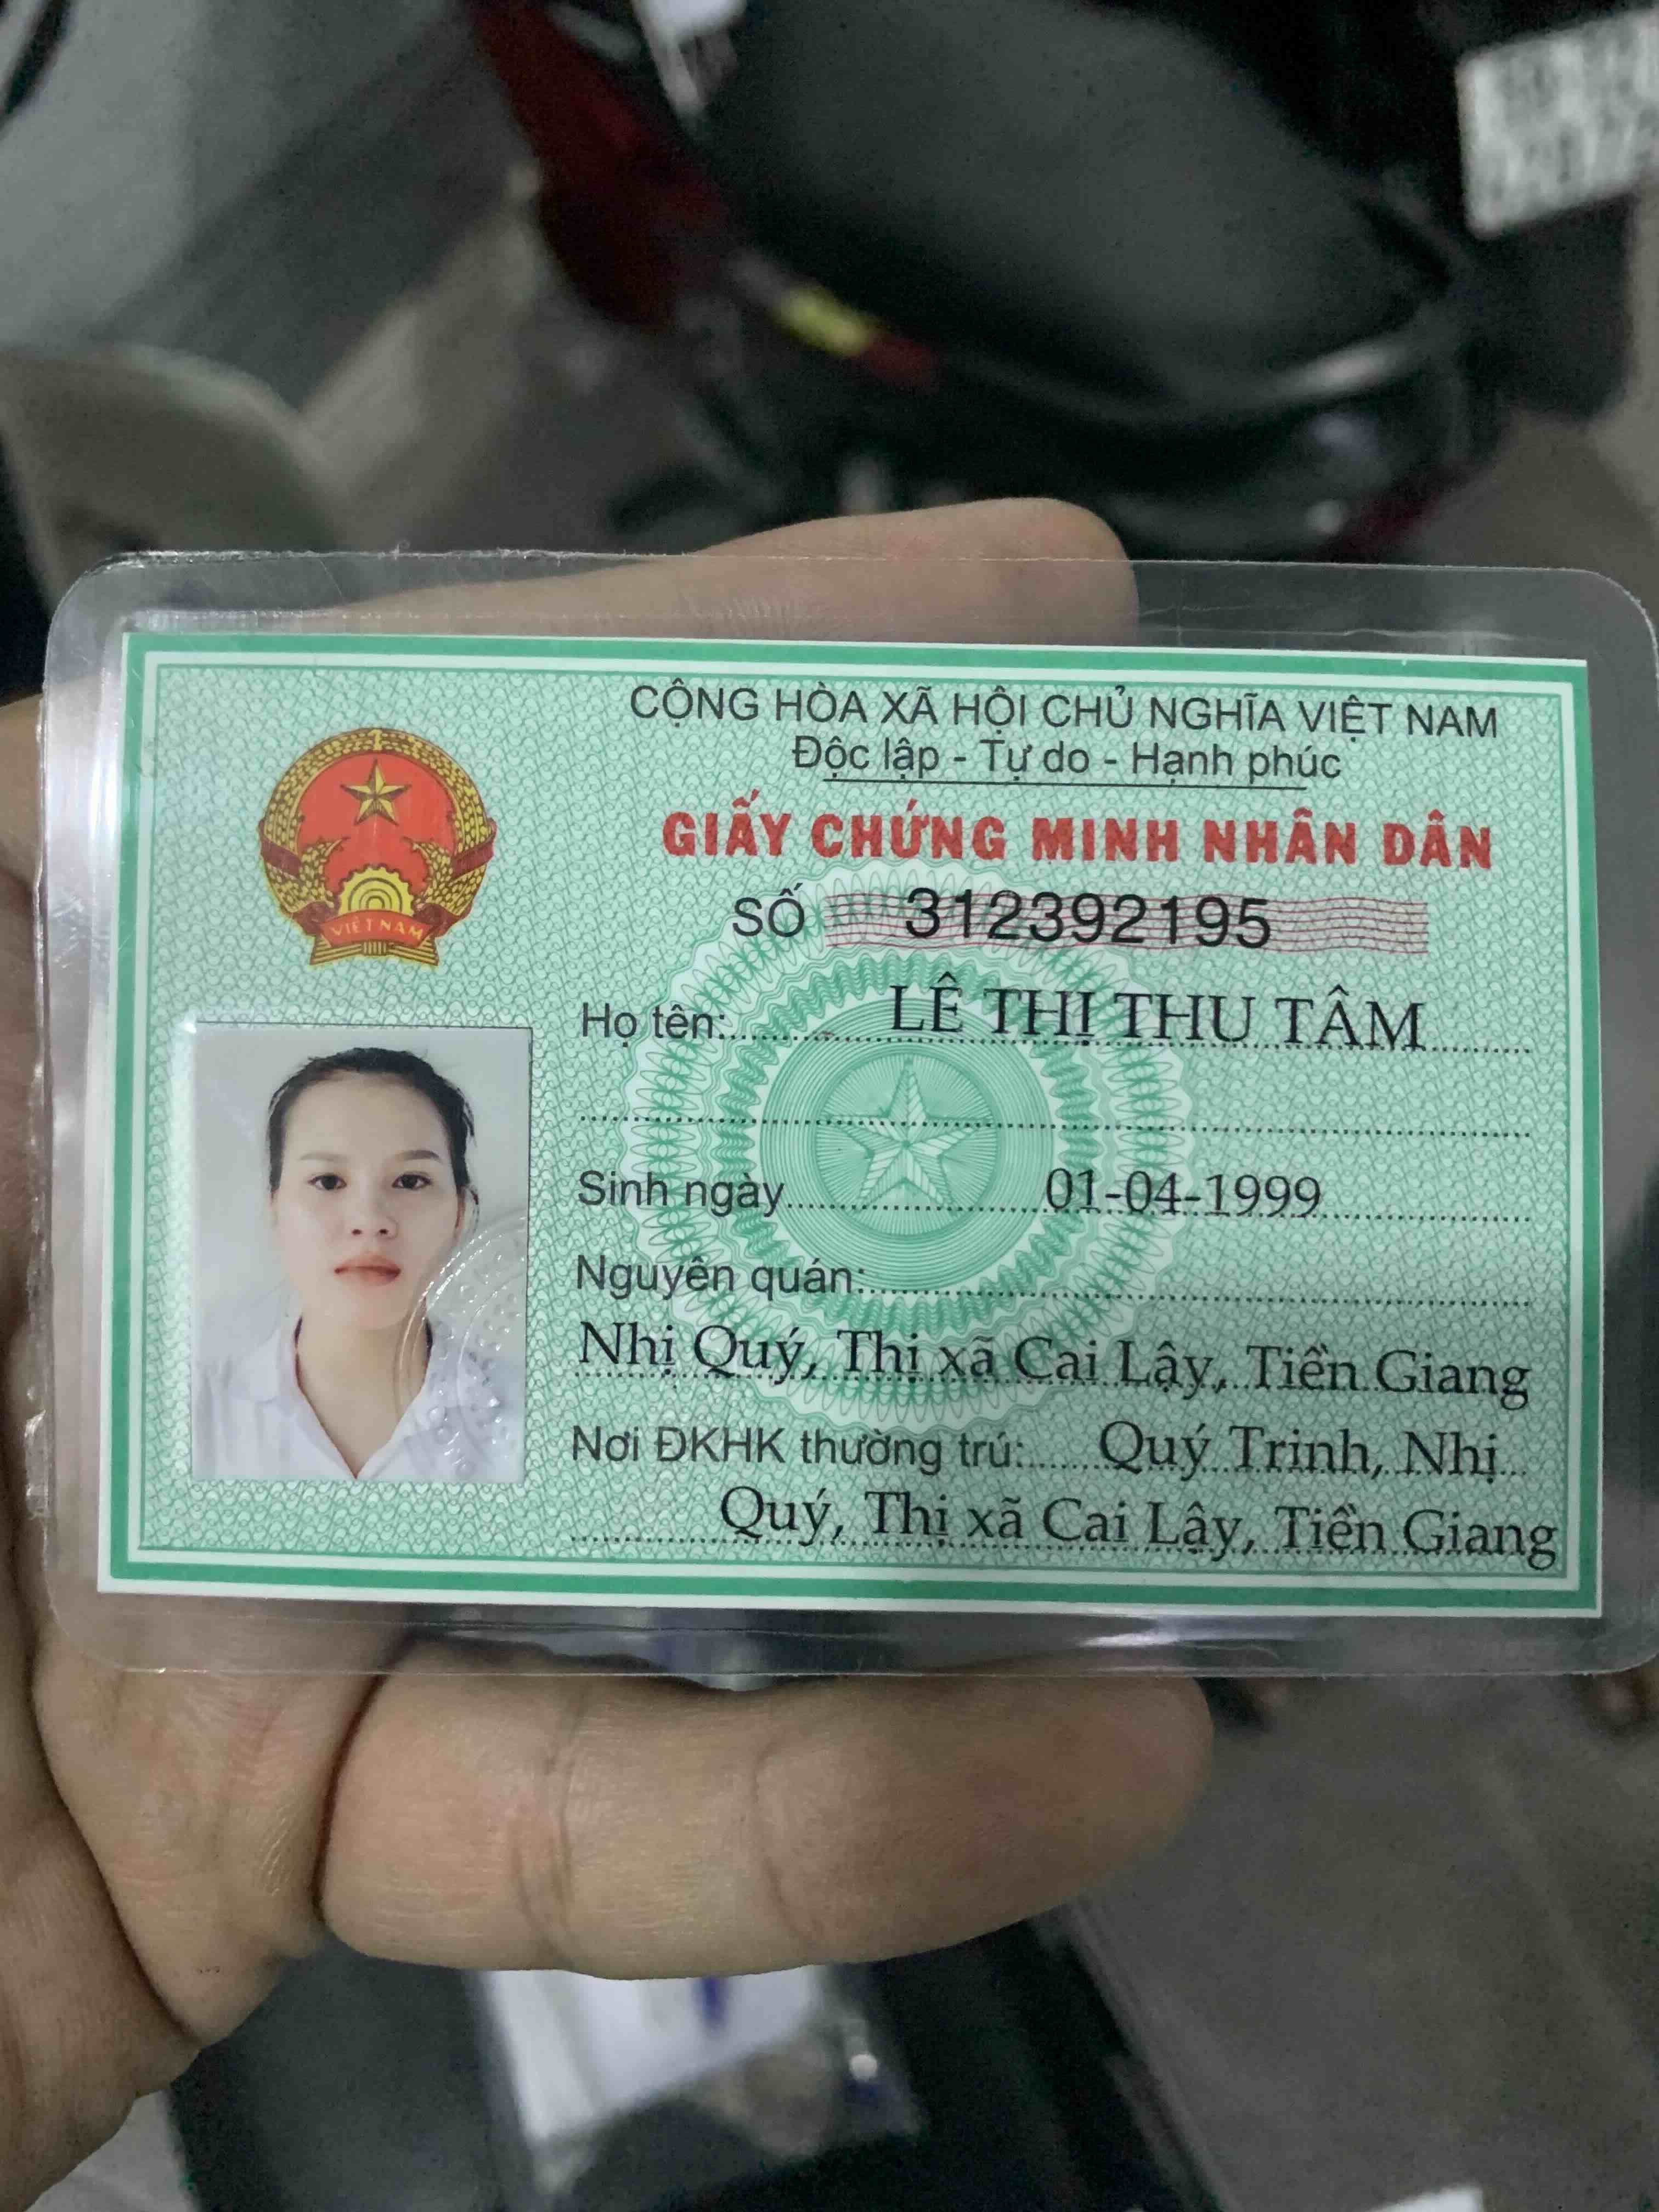 CỘNG HÒA XÃ HỘI CHỦ NGHĨA VIỆT NAM
Độc lập - Tự do - Hạnh phúc
GIẤY CHỨNG MINH NHÂN DÂN
SỐ 312392195
VIỆT NAM
Họ tên: LÊ THỊ THU TÂM
Sinh ngày 01-04-1999
Nguyên quán:
Nhị Quý, Thị xã Cai Lậy, Tiền Giang
Nơi ĐKHK thường trú: Quý Trinh, Nhị
Quý, Thị xã Cai Lậy, Tiền Giang